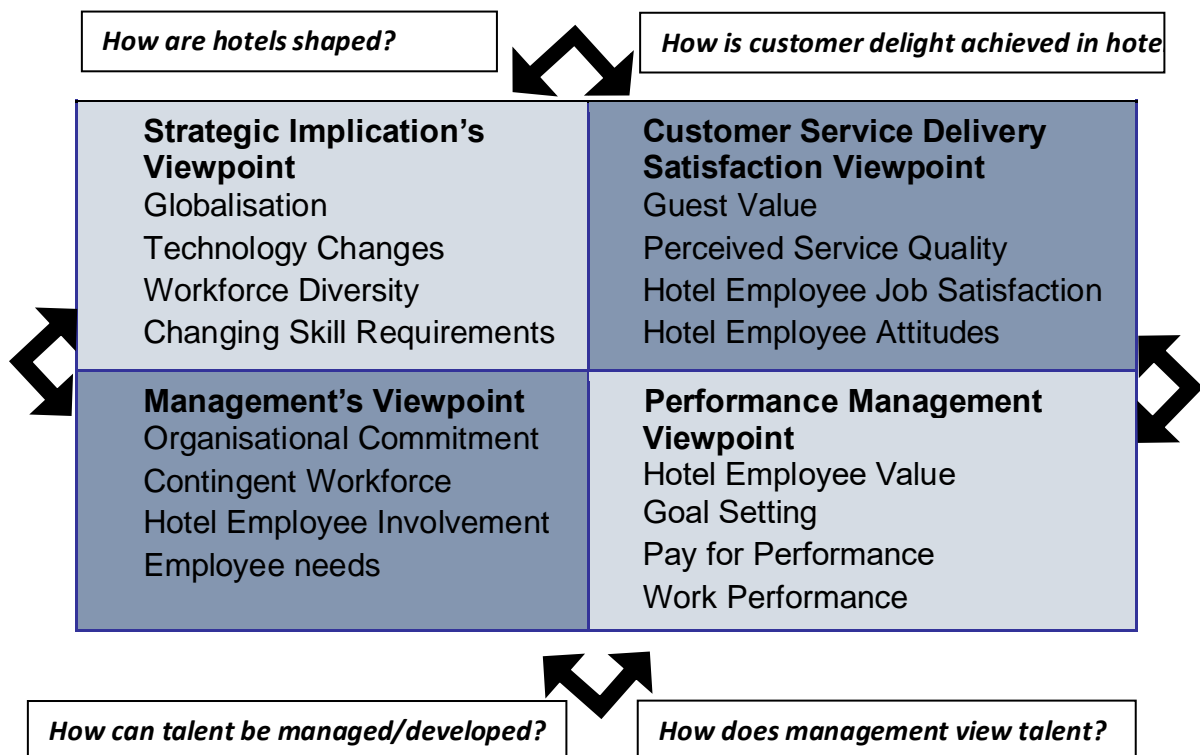 How are hotels shaped?
How is customer delight achieved in hote
Strategic Implication’s
Viewpoint
Globalisation
Technology Changes
Workforce Diversity
Changing Skill Requirements
Customer Service Delivery
Satisfaction Viewpoint
Guest Value
Perceived Service Quality
Hotel Employee Job Satisfaction
Hotel Employee Attitudes
Management’s Viewpoint
Organisational Commitment
Contingent Workforce
Hotel Employee Involvement
Employee needs
Performance Management
Viewpoint
Hotel Employee Value
Goal Setting
Pay for Performance
Work Performance
How can talent be managed/developed?
How does management view talent?